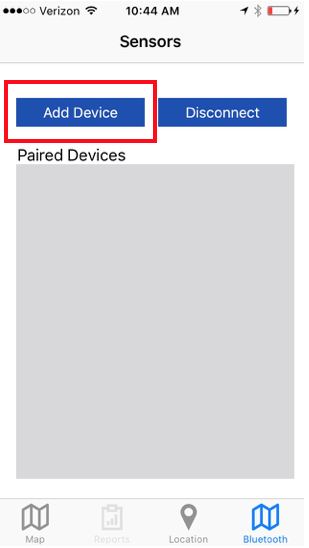 ●●●○○ Verizon 10:44 AM
Sensors
Add Device Disconnect
Paired Devices
Map Reports Location Bluetooth